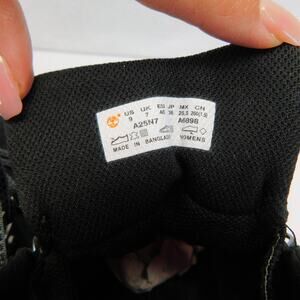 US UK EU JP MX CN
9 7 40 26 25,5 260(1,5)
A25N7 A6898
MADE IN BANGLADESH WOMENS